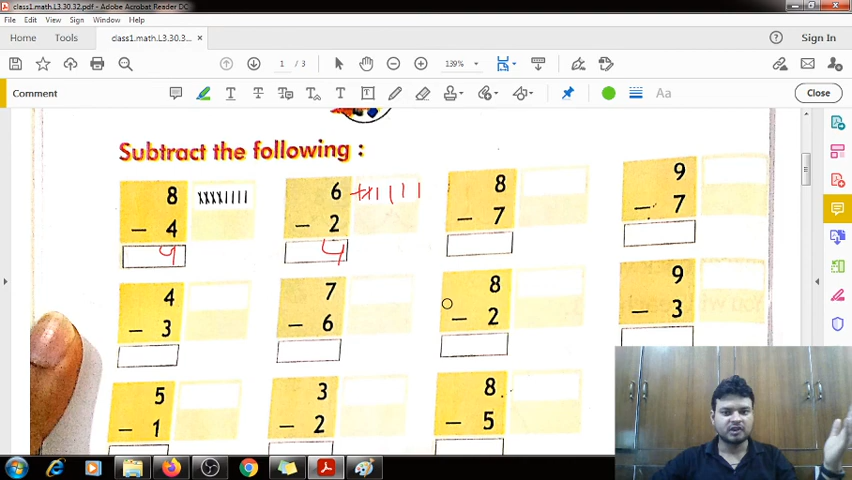 class1.math.L3.30.32.pdf - Adobe Acrobat Reader DC
File Edit View Sign Window Help
Home Tools class1.math.L3.30.3... × Sign In
1 / 3 139%
Comment Aa Close
Subtract the following :
8 6 8 9
- 4 - 2 - 7 - 7
4 4
4 7 8 9
- 3 - 6 - 2 - 3
5 3 8
- 1 - 2 - 5